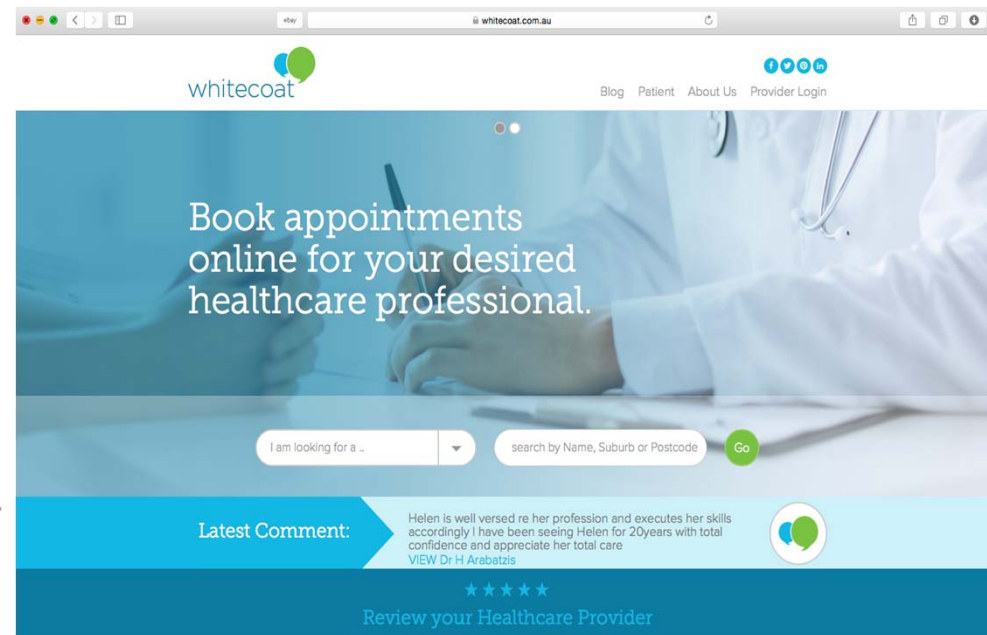 ebay
whitecoat.com.au
whitecoat
Blog Patient About Us Provider Login
Book appointments
online for your desired
healthcare professional.
I am looking for a ..
search by Name, Suburb or Postcode
Go
Latest Comment:
Helen is well versed re her profession and executes her skills
accordingly I have been seeing Helen for 20years with total
confidence and appreciate her total care
VIEW Dr H Arabatzis
Review your Healthcare Provider